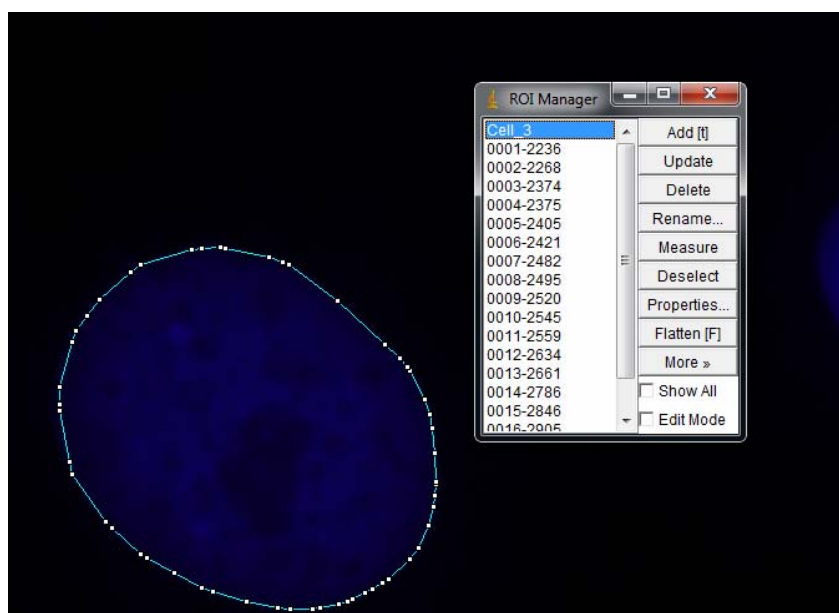 ROI Manager
Cell_3
0001-2236
0002-2268
0003-2374
0004-2375
0005-2405
0006-2421
0007-2482
0008-2495
0009-2520
0010-2545
0011-2559
0012-2634
0013-2661
0014-2786
0015-2846
0016-2905
Add [t]
Update
Delete
Rename...
Measure
Deselect
Properties...
Flatten [F]
More »
Show All
Edit Mode